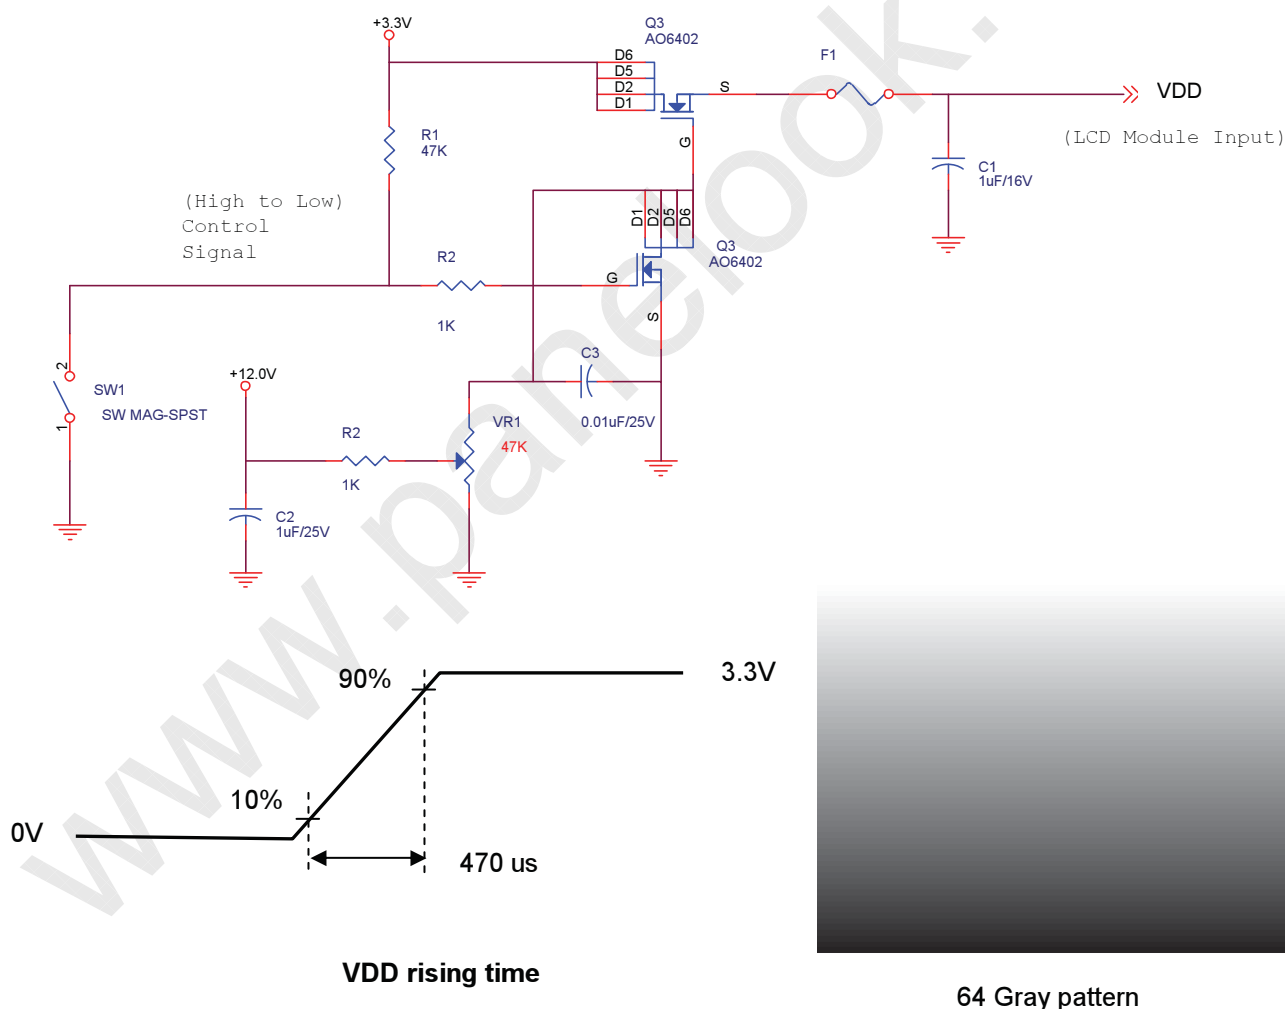 +3.3V
Q3
AO6402
D6
D5
D2
D1
S
G
F1
VDD
(LCD Module Input)
R1
47K
C1
1uF/16V
(High to Low)
Control
Signal
D1
D2
D5
D6
Q3
AO6402
R2
1K
G
S
2
1
SW1
SW MAG-SPST
+12.0V
C3
0.01uF/25V
VR1
47K
R2
1K
C2
1uF/25V
90%
3.3V
10%
0V
470 us
VDD rising time
64 Gray pattern
www.panelook.